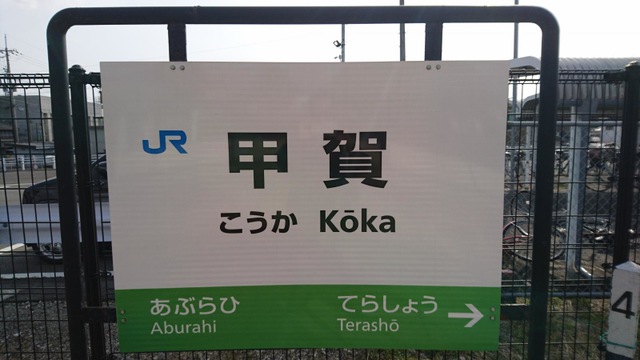 JR
甲賀
こうか Kōka
あぶらひ てらしょう →
Aburahi Terashō
4